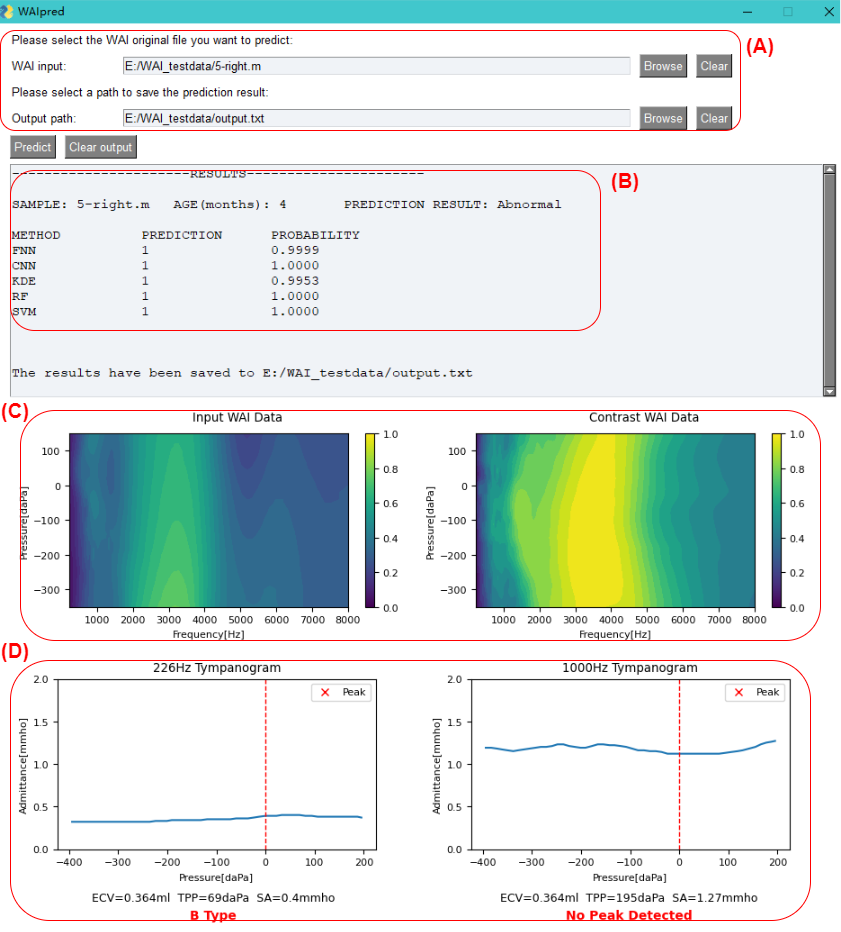 WAIpred
Please select the WAI original file you want to predict:
(A)
WAI input: E:/WAI_testdata/5-right.m Browse Clear
Please select a path to save the prediction result:
Output path: E:/WAI_testdata/output.txt Browse Clear
Predict Clear output
----------------------RESULTS----------------------
(B)
SAMPLE: 5-right.m AGE(months): 4 PREDICTION RESULT: Abnormal
METHOD PREDICTION PROBABILITY
FNN 1 0.9999
CNN 1 1.0000
KDE 1 0.9953
RF 1 1.0000
SVM 1 1.0000
The results have been saved to E:/WAI_testdata/output.txt
(C)
Input WAI Data
Pressure[daPa]
100
0
−100
−200
−300
1000 2000 3000 4000 5000 6000 7000 8000
Frequency[Hz]
1.0
0.8
0.6
0.4
0.2
0.0
Contrast WAI Data
Pressure[daPa]
100
0
−100
−200
−300
1000 2000 3000 4000 5000 6000 7000 8000
Frequency[Hz]
1.0
0.8
0.6
0.4
0.2
0.0
(D)
226Hz Tympanogram
Peak
Admittance[mmho]
2.0
1.5
1.0
0.5
0.0
−400 −300 −200 −100 0 100 200
Pressure[daPa]
ECV=0.364ml TPP=69daPa SA=0.4mmho
B Type
1000Hz Tympanogram
Peak
Admittance[mmho]
2.0
1.5
1.0
0.5
0.0
−400 −300 −200 −100 0 100 200
Pressure[daPa]
ECV=0.364ml TPP=195daPa SA=1.27mmho
No Peak Detected